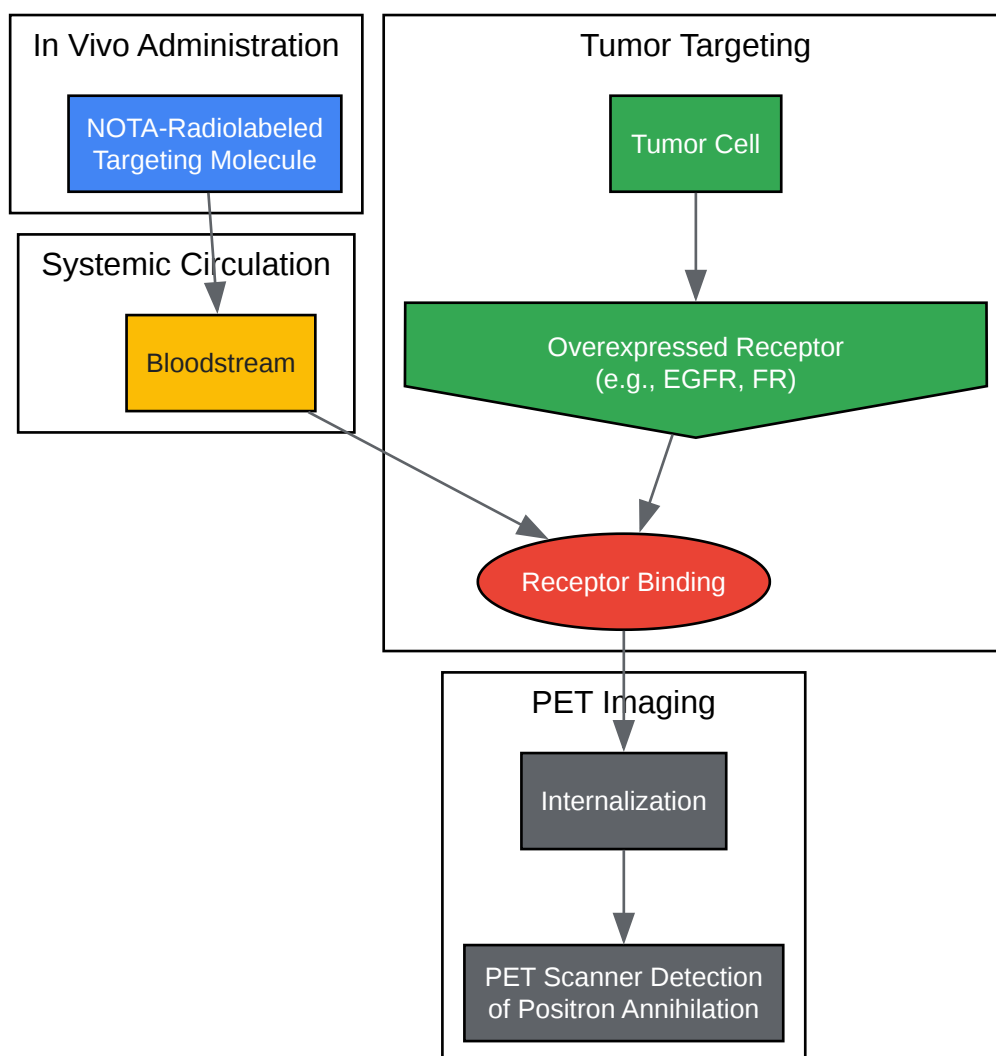 In Vivo Administration
NOTA-Radiolabeled
Targeting Molecule
Systemic Circulation
Bloodstream
Tumor Targeting
Tumor Cell
Overexpressed Receptor
(e.g., EGFR, FR)
Receptor Binding
PET Imaging
Internalization
PET Scanner Detection
of Positron Annihilation